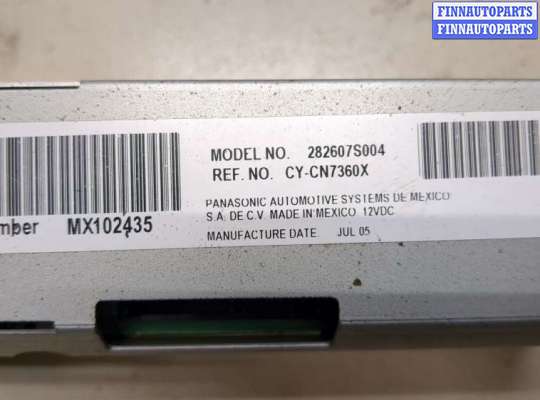 FINNAUTOPARTS
FINNAUTOPARTS
MODEL NO. 282607S004
REF. NO. CY-CN7360X
PANASONIC AUTOMOTIVE SYSTEMS DE MEXICO
S.A. DE C.V. MADE IN MEXICO 12VDC
MANUFACTURE DATE JUL 05
mber MX102435